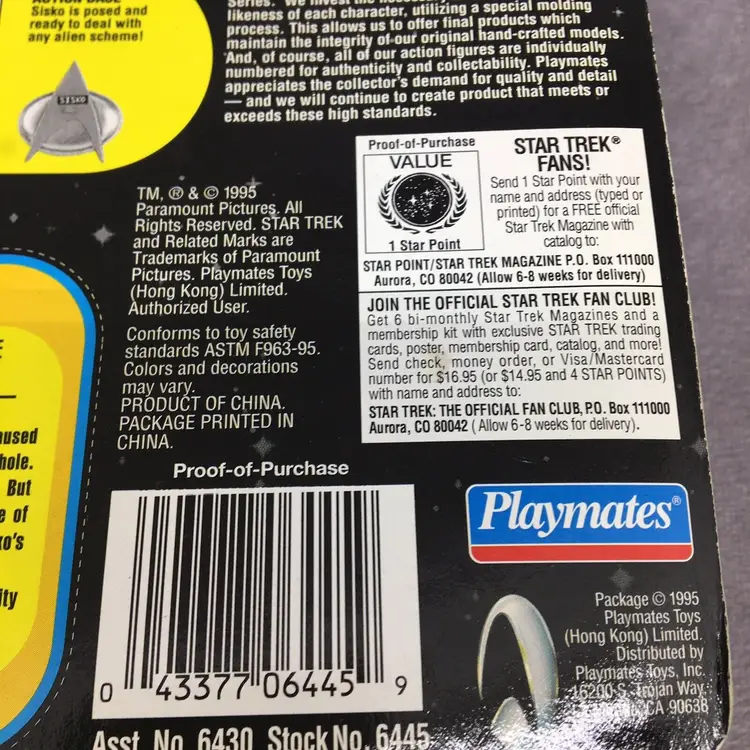 Sisko is posed and
ready to deal with
any alien scheme!
SISKO
likeness of each character, utilizing a special molding
process. This allows us to offer final products which
maintain the integrity of our original hand-crafted models.
And, of course, all of our action figures are individually
numbered for authenticity and collectability. Playmates
appreciates the collector's demand for quality and detail
— and we will continue to create product that meets or
exceeds these high standards.
Proof-of-Purchase
VALUE
1 Star Point
STAR TREK®
FANS!
Send 1 Star Point with your
name and address (typed or
printed) for a FREE official
Star Trek Magazine with
catalog to:
STAR POINT/STAR TREK MAGAZINE P.O. Box 111000
Aurora, CO 80042 (Allow 6-8 weeks for delivery)
JOIN THE OFFICIAL STAR TREK FAN CLUB!
Get 6 bi-monthly Star Trek Magazines and a
membership kit with exclusive STAR TREK trading
cards, poster, membership card, catalog, and more!
Send check, money order, or Visa/Mastercard
number for $16.95 (or $14.95 and 4 STAR POINTS)
with name and address to:
STAR TREK: THE OFFICIAL FAN CLUB, P.O. Box 111000
Aurora, CO 80042 (Allow 6-8 weeks for delivery).
TM, ® & © 1995
Paramount Pictures. All
Rights Reserved. STAR TREK
and Related Marks are
Trademarks of Paramount
Pictures. Playmates Toys
(Hong Kong) Limited.
Authorized User.
Conforms to toy safety
standards ASTM F963-95.
Colors and decorations
may vary.
PRODUCT OF CHINA.
PACKAGE PRINTED IN
CHINA.
hole.
But
e of
ko's
ity
Proof-of-Purchase
0 43377 06445 9
Asst. No. 6430 Stock No. 6445
Playmates®
Package © 1995
Playmates Toys
(Hong Kong) Limited.
Distributed by
Playmates Toys, Inc.
16200 S. Trojan Way,
CA 90638